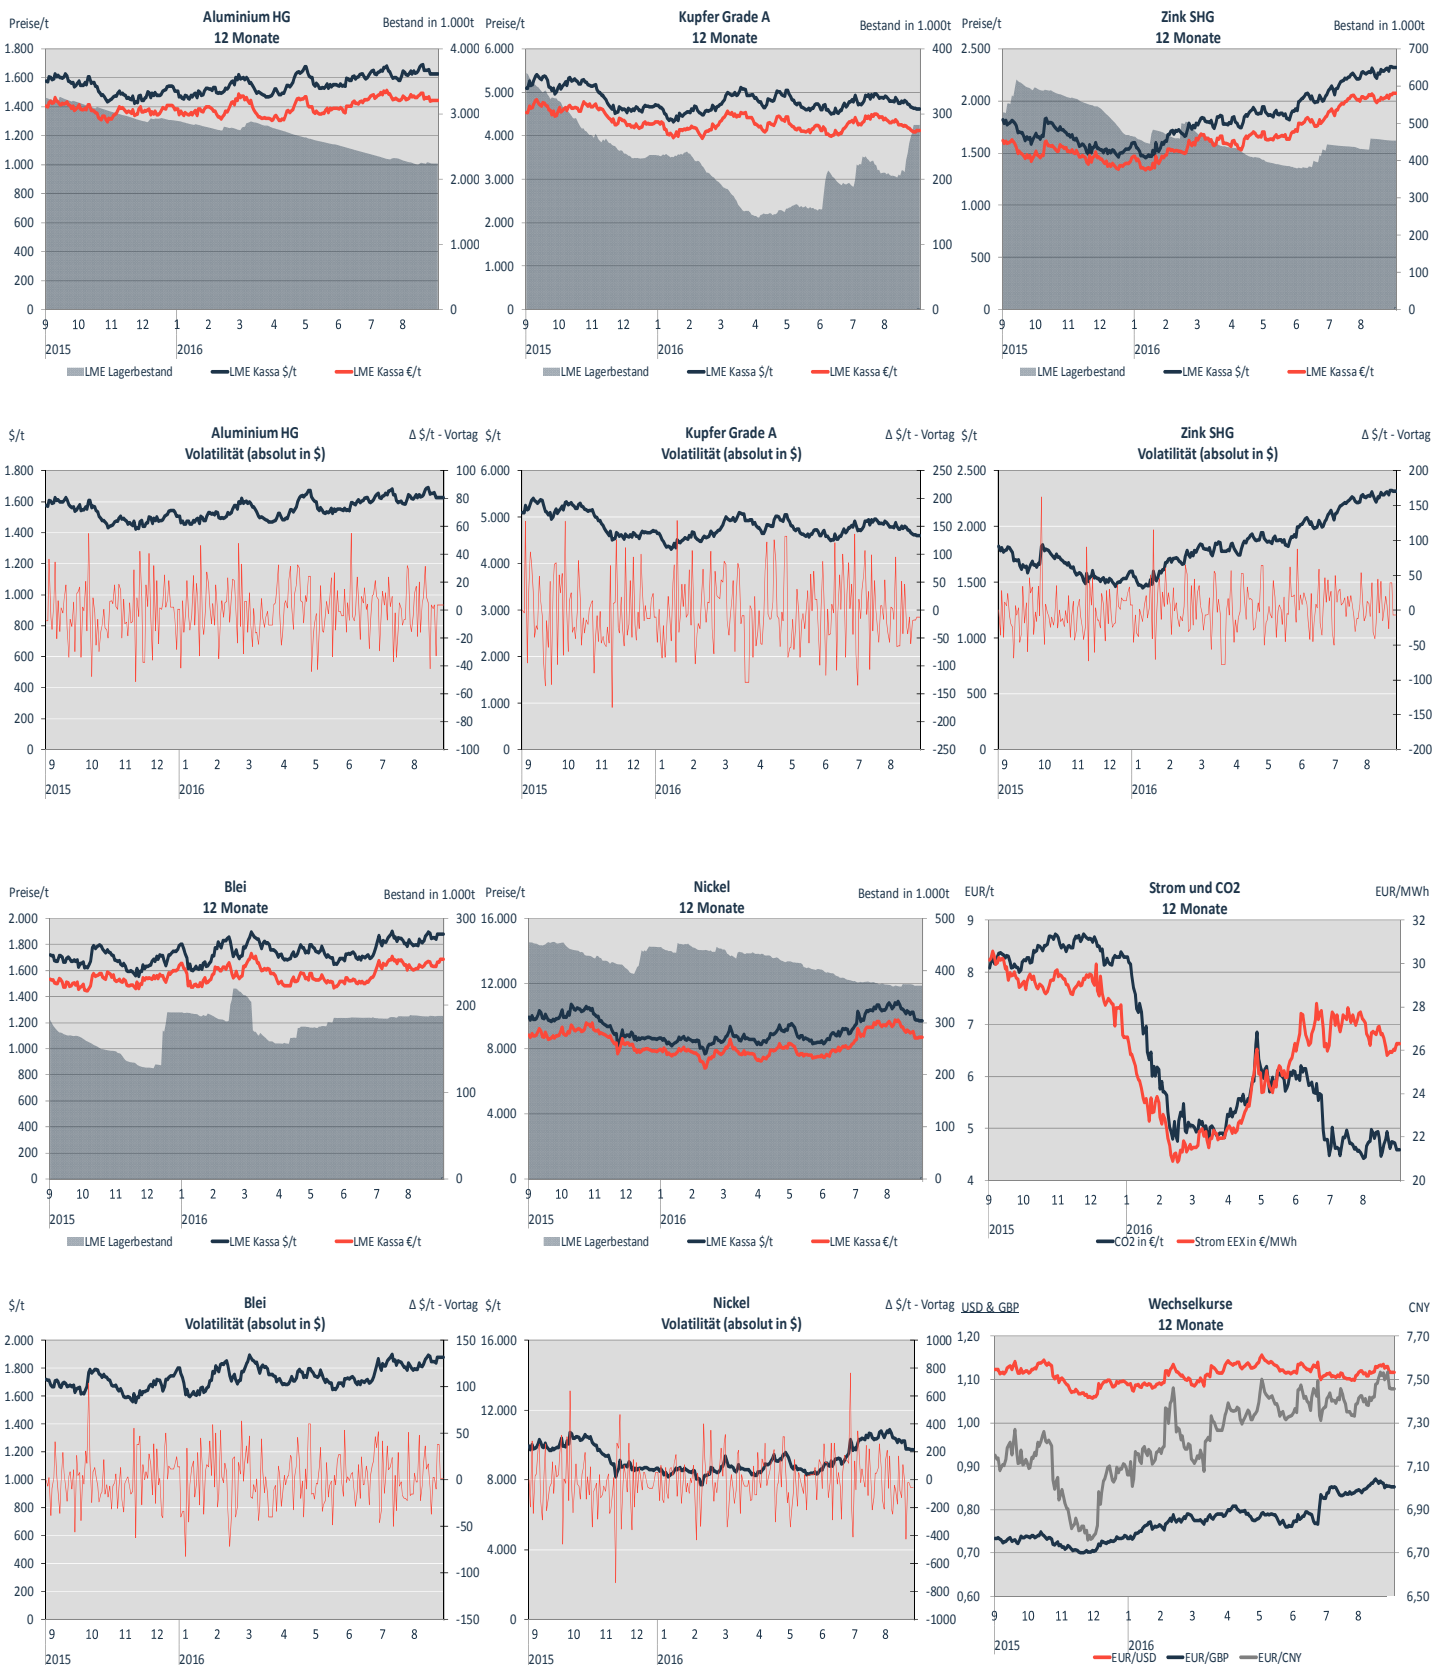 Aluminium HG
12 Monate
Preise/t
Bestand in 1.000t
1.800
1.600
1.400
1.200
1.000
800
600
400
200
0
4.000
3.000
2.000
1.000
0
9 10 11 12 1 2 3 4 5 6 7 8
2015 2016
LME Lagerbestand LME Kassa $/t LME Kassa €/t
Kupfer Grade A
12 Monate
Preise/t
Bestand in 1.000t
6.000
5.000
4.000
3.000
2.000
1.000
0
400
300
200
100
0
9 10 11 12 1 2 3 4 5 6 7 8
2015 2016
LME Lagerbestand LME Kassa $/t LME Kassa €/t
Zink SHG
12 Monate
Preise/t
Bestand in 1.000t
2.500
2.000
1.500
1.000
500
0
700
600
500
400
300
200
100
0
9 10 11 12 1 2 3 4 5 6 7 8
2015 2016
LME Lagerbestand LME Kassa $/t LME Kassa €/t
Aluminium HG
Volatilität (absolut in $)
$/t
Δ $/t - Vortag
1.800
1.600
1.400
1.200
1.000
800
600
400
200
0
100
80
60
40
20
0
-20
-40
-60
-80
-100
9 10 11 12 1 2 3 4 5 6 7 8
2015 2016
Kupfer Grade A
Volatilität (absolut in $)
$/t
Δ $/t - Vortag
6.000
5.000
4.000
3.000
2.000
1.000
0
250
200
150
100
50
0
-50
-100
-150
-200
-250
9 10 11 12 1 2 3 4 5 6 7 8
2015 2016
Zink SHG
Volatilität (absolut in $)
$/t
Δ $/t - Vortag
2.500
2.000
1.500
1.000
500
0
200
150
100
50
0
-50
-100
-150
-200
9 10 11 12 1 2 3 4 5 6 7 8
2015 2016
Blei
12 Monate
Preise/t
Bestand in 1.000t
2.000
1.800
1.600
1.400
1.200
1.000
800
600
400
200
0
300
200
100
0
9 10 11 12 1 2 3 4 5 6 7 8
2015 2016
LME Lagerbestand LME Kassa $/t LME Kassa €/t
Nickel
12 Monate
Preise/t
Bestand in 1.000t
16.000
12.000
8.000
4.000
0
500
400
300
200
100
0
9 10 11 12 1 2 3 4 5 6 7 8
2015 2016
LME Lagerbestand LME Kassa $/t LME Kassa €/t
Strom und CO2
12 Monate
EUR/t
EUR/MWh
9
8
7
6
5
4
32
30
28
26
24
22
20
9 10 11 12 1 2 3 4 5 6 7 8
2015 2016
CO2 in €/t Strom EEX in €/MWh
Blei
Volatilität (absolut in $)
$/t
Δ $/t - Vortag
2.000
1.800
1.600
1.400
1.200
1.000
800
600
400
200
0
150
100
50
0
-50
-100
-150
9 10 11 12 1 2 3 4 5 6 7 8
2015 2016
Nickel
Volatilität (absolut in $)
$/t
Δ $/t - Vortag
16.000
12.000
8.000
4.000
0
1000
800
600
400
200
0
-200
-400
-600
-800
-1000
9 10 11 12 1 2 3 4 5 6 7 8
2015 2016
Wechselkurse
12 Monate
USD & GBP
CNY
1,20
1,10
1,00
0,90
0,80
0,70
0,60
7,70
7,50
7,30
7,10
6,90
6,70
6,50
9 10 11 12 1 2 3 4 5 6 7 8
2015 2016
EUR/USD EUR/GBP EUR/CNY